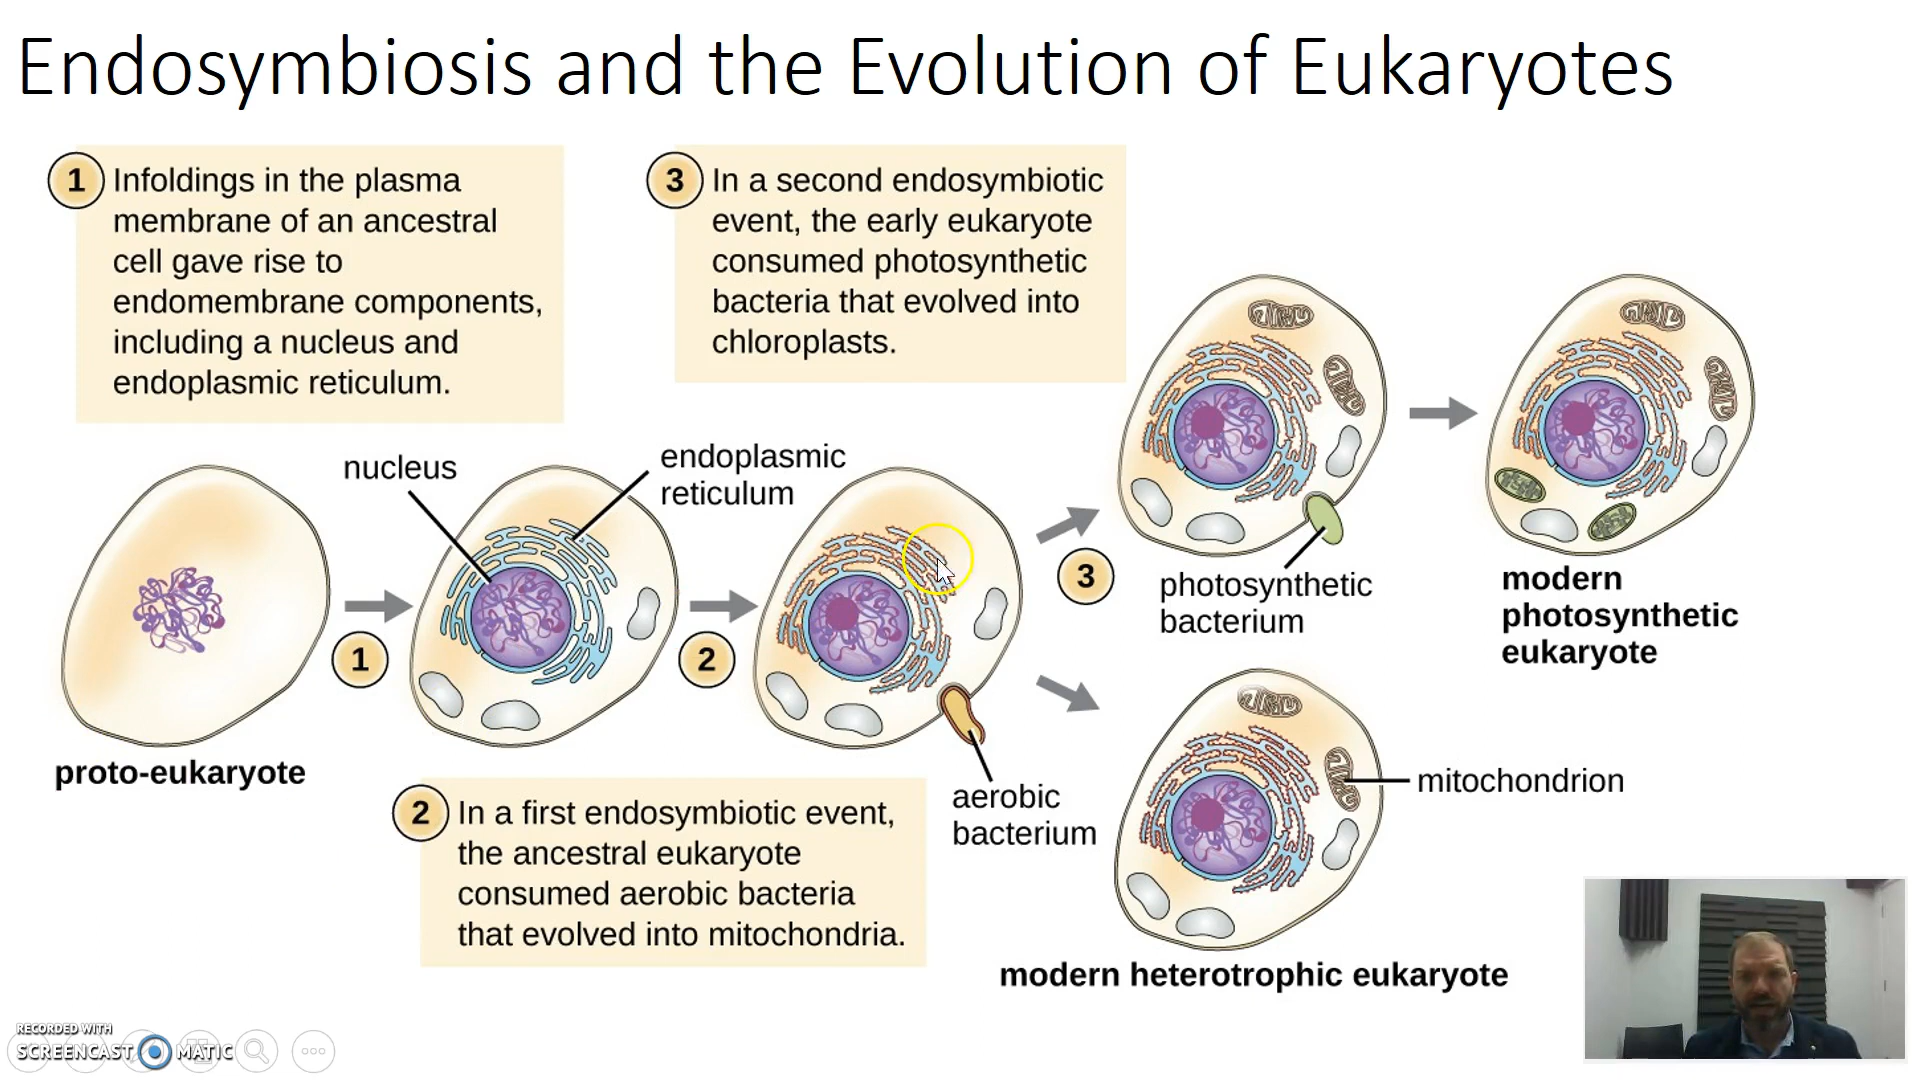 Endosymbiosis and the Evolution of Eukaryotes
1 Infoldings in the plasma
membrane of an ancestral
cell gave rise to
endomembrane components,
including a nucleus and
endoplasmic reticulum.
3 In a second endosymbiotic
event, the early eukaryote
consumed photosynthetic
bacteria that evolved into
chloroplasts.
nucleus
endoplasmic
reticulum
1
2
3
photosynthetic
bacterium
modern
photosynthetic
eukaryote
proto-eukaryote
2 In a first endosymbiotic event,
the ancestral eukaryote
consumed aerobic bacteria
that evolved into mitochondria.
aerobic
bacterium
mitochondrion
modern heterotrophic eukaryote
RECORDED WITH
SCREENCAST MATIC